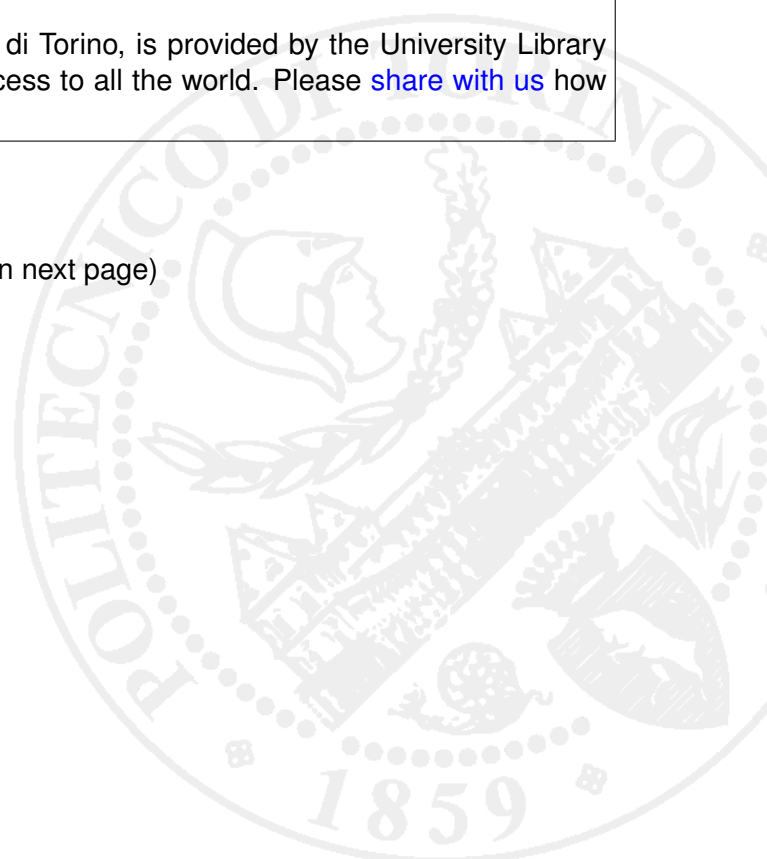 di Torino, is provided by the University Library
cess to all the world. Please share with us how
n next page)
POLITECNICO DI TORINO
1859